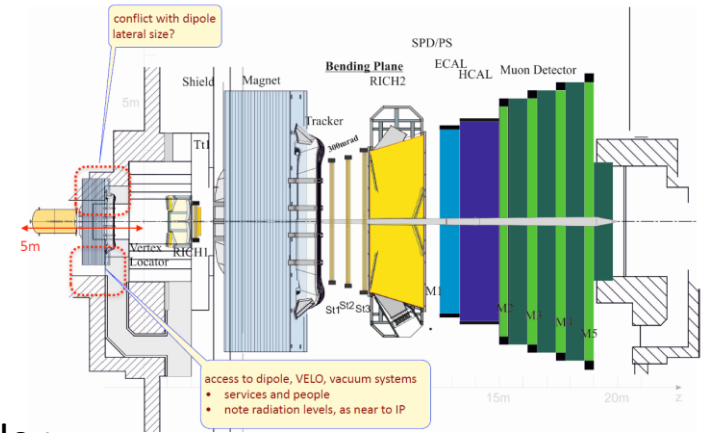 conflict with dipole
lateral size?
SPD/PS
Bending Plane
ECAL
HCAL
Muon Detector
Shield
Magnet
RICH2
5m
Tracker
300mrad
Tt1
5m
Vertex
Locator
RICH1
M1
St1
St2
St3
M2
M3
M4
M5
access to dipole, VELO, vacuum systems
• services and people
• note radiation levels, as near to IP
15m
20m
z